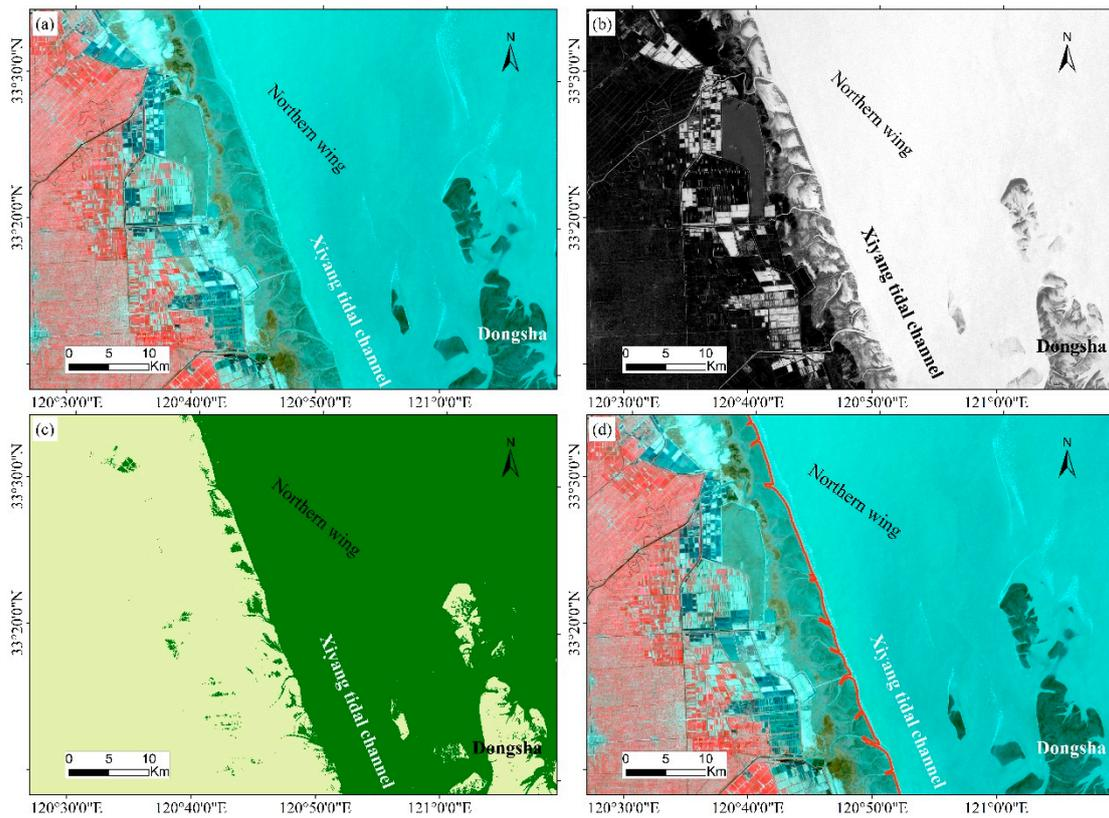 (a)
N
33°30'0"N
33°20'0"N
Northern wing
Xiyang tidal channel
Dongsha
0 5 10
Km
120°30'0"E 120°40'0"E 120°50'0"E 121°0'0"E
(b)
N
33°30'0"N
33°20'0"N
Northern wing
Xiyang tidal channel
Dongsha
0 5 10
Km
120°30'0"E 120°40'0"E 120°50'0"E 121°0'0"E
(c)
N
33°30'0"N
33°20'0"N
Northern wing
Xiyang tidal channel
Dongsha
0 5 10
Km
120°30'0"E 120°40'0"E 120°50'0"E 121°0'0"E
(d)
N
33°30'0"N
33°20'0"N
Northern wing
Xiyang tidal channel
Dongsha
0 5 10
Km
120°30'0"E 120°40'0"E 120°50'0"E 121°0'0"E